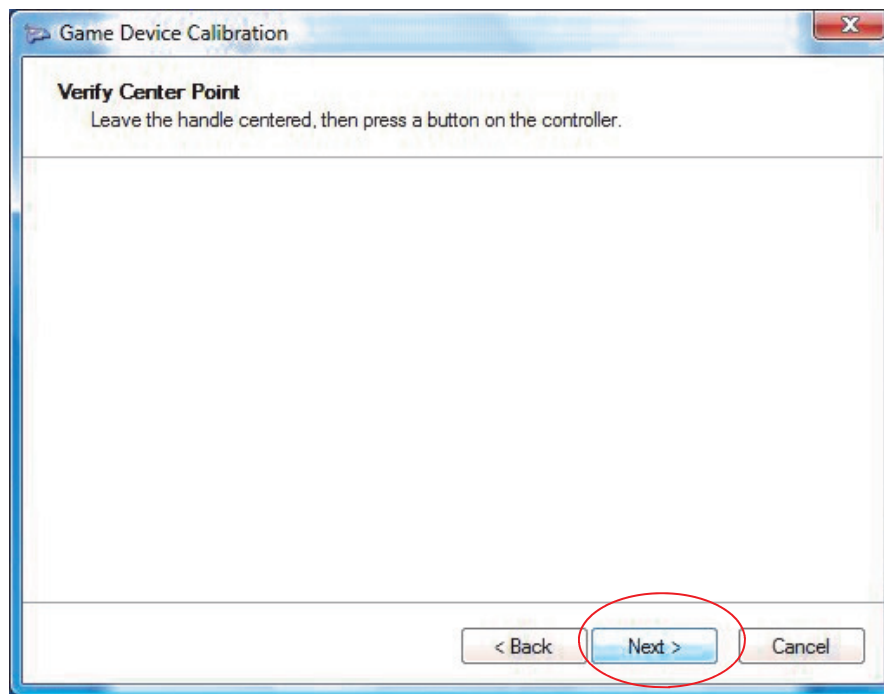 Game Device Calibration
Verify Center Point
Leave the handle centered, then press a button on the controller.
< Back Next > Cancel